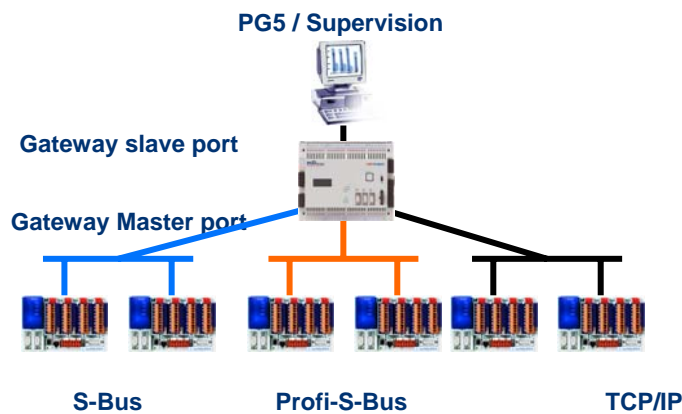 PG5 / Supervision
Gateway slave port
Gateway Master port
S-Bus
Profi-S-Bus
TCP/IP